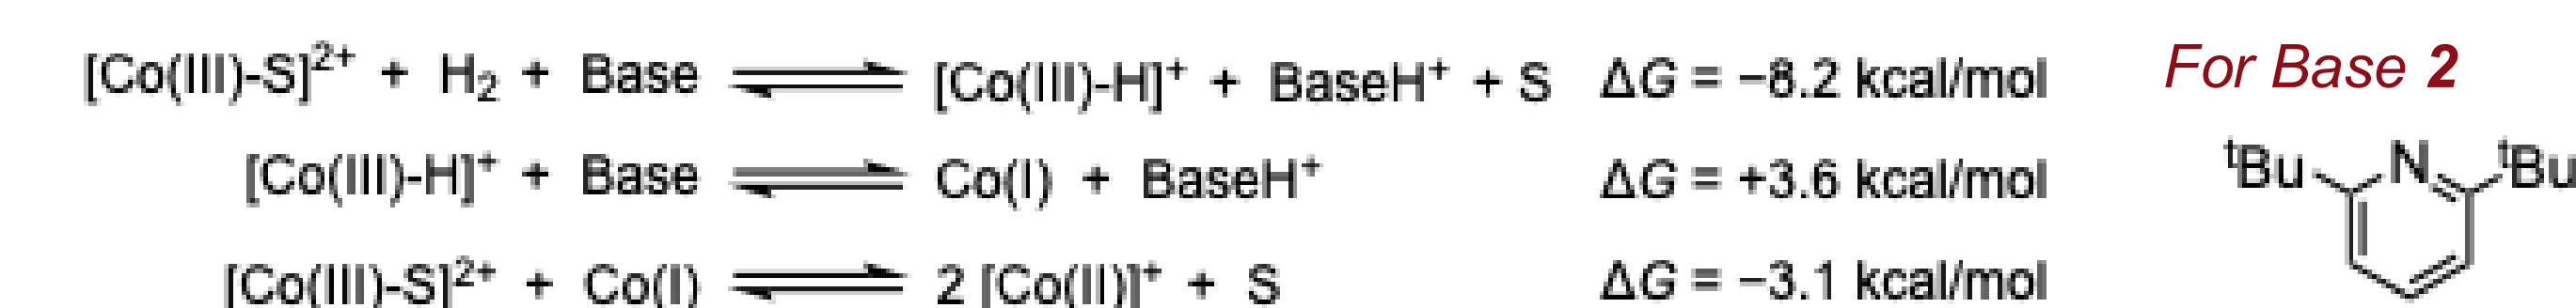 [Co(III)-S]²⁺ + H₂ + Base ⇌ [Co(III)-H]⁺ + BaseH⁺ + S ΔG = −8.2 kcal/mol For Base 2
[Co(III)-H]⁺ + Base ⇌ Co(I) + BaseH⁺ ΔG = +3.6 kcal/mol
ᵗBu N ᵗBu
[Co(III)-S]²⁺ + Co(I) ⇌ 2 [Co(II)]⁺ + S ΔG = −3.1 kcal/mol